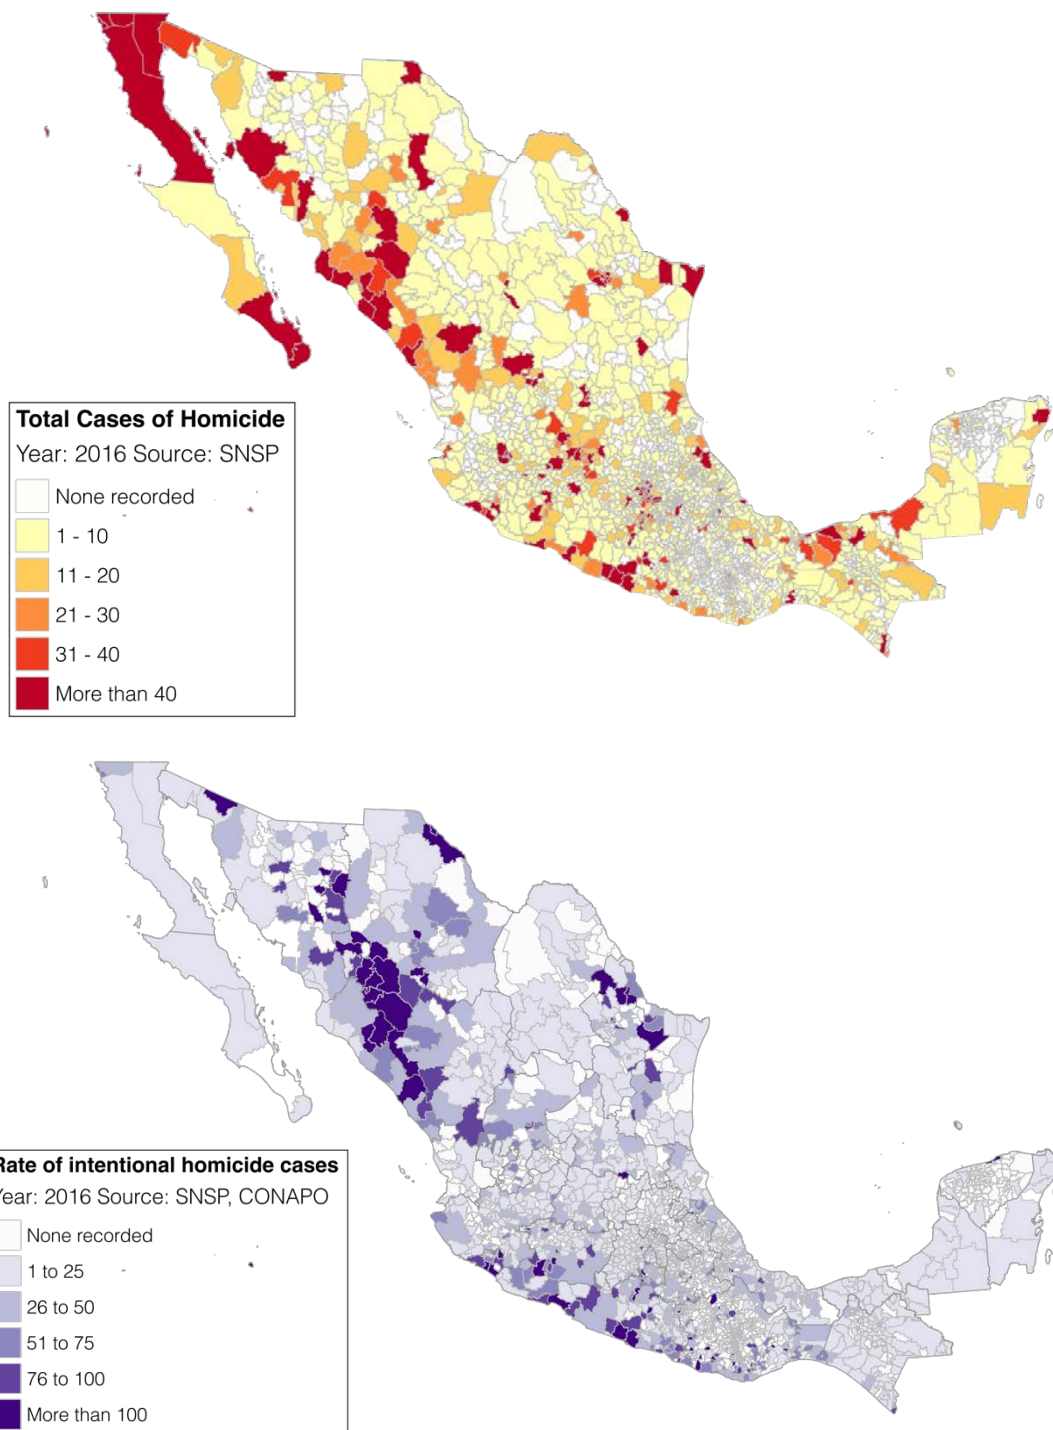 Total Cases of Homicide
Year: 2016 Source: SNSP
None recorded
1 - 10
11 - 20
21 - 30
31 - 40
More than 40
Rate of intentional homicide cases
Year: 2016 Source: SNSP, CONAPO
None recorded
1 to 25
26 to 50
51 to 75
76 to 100
More than 100